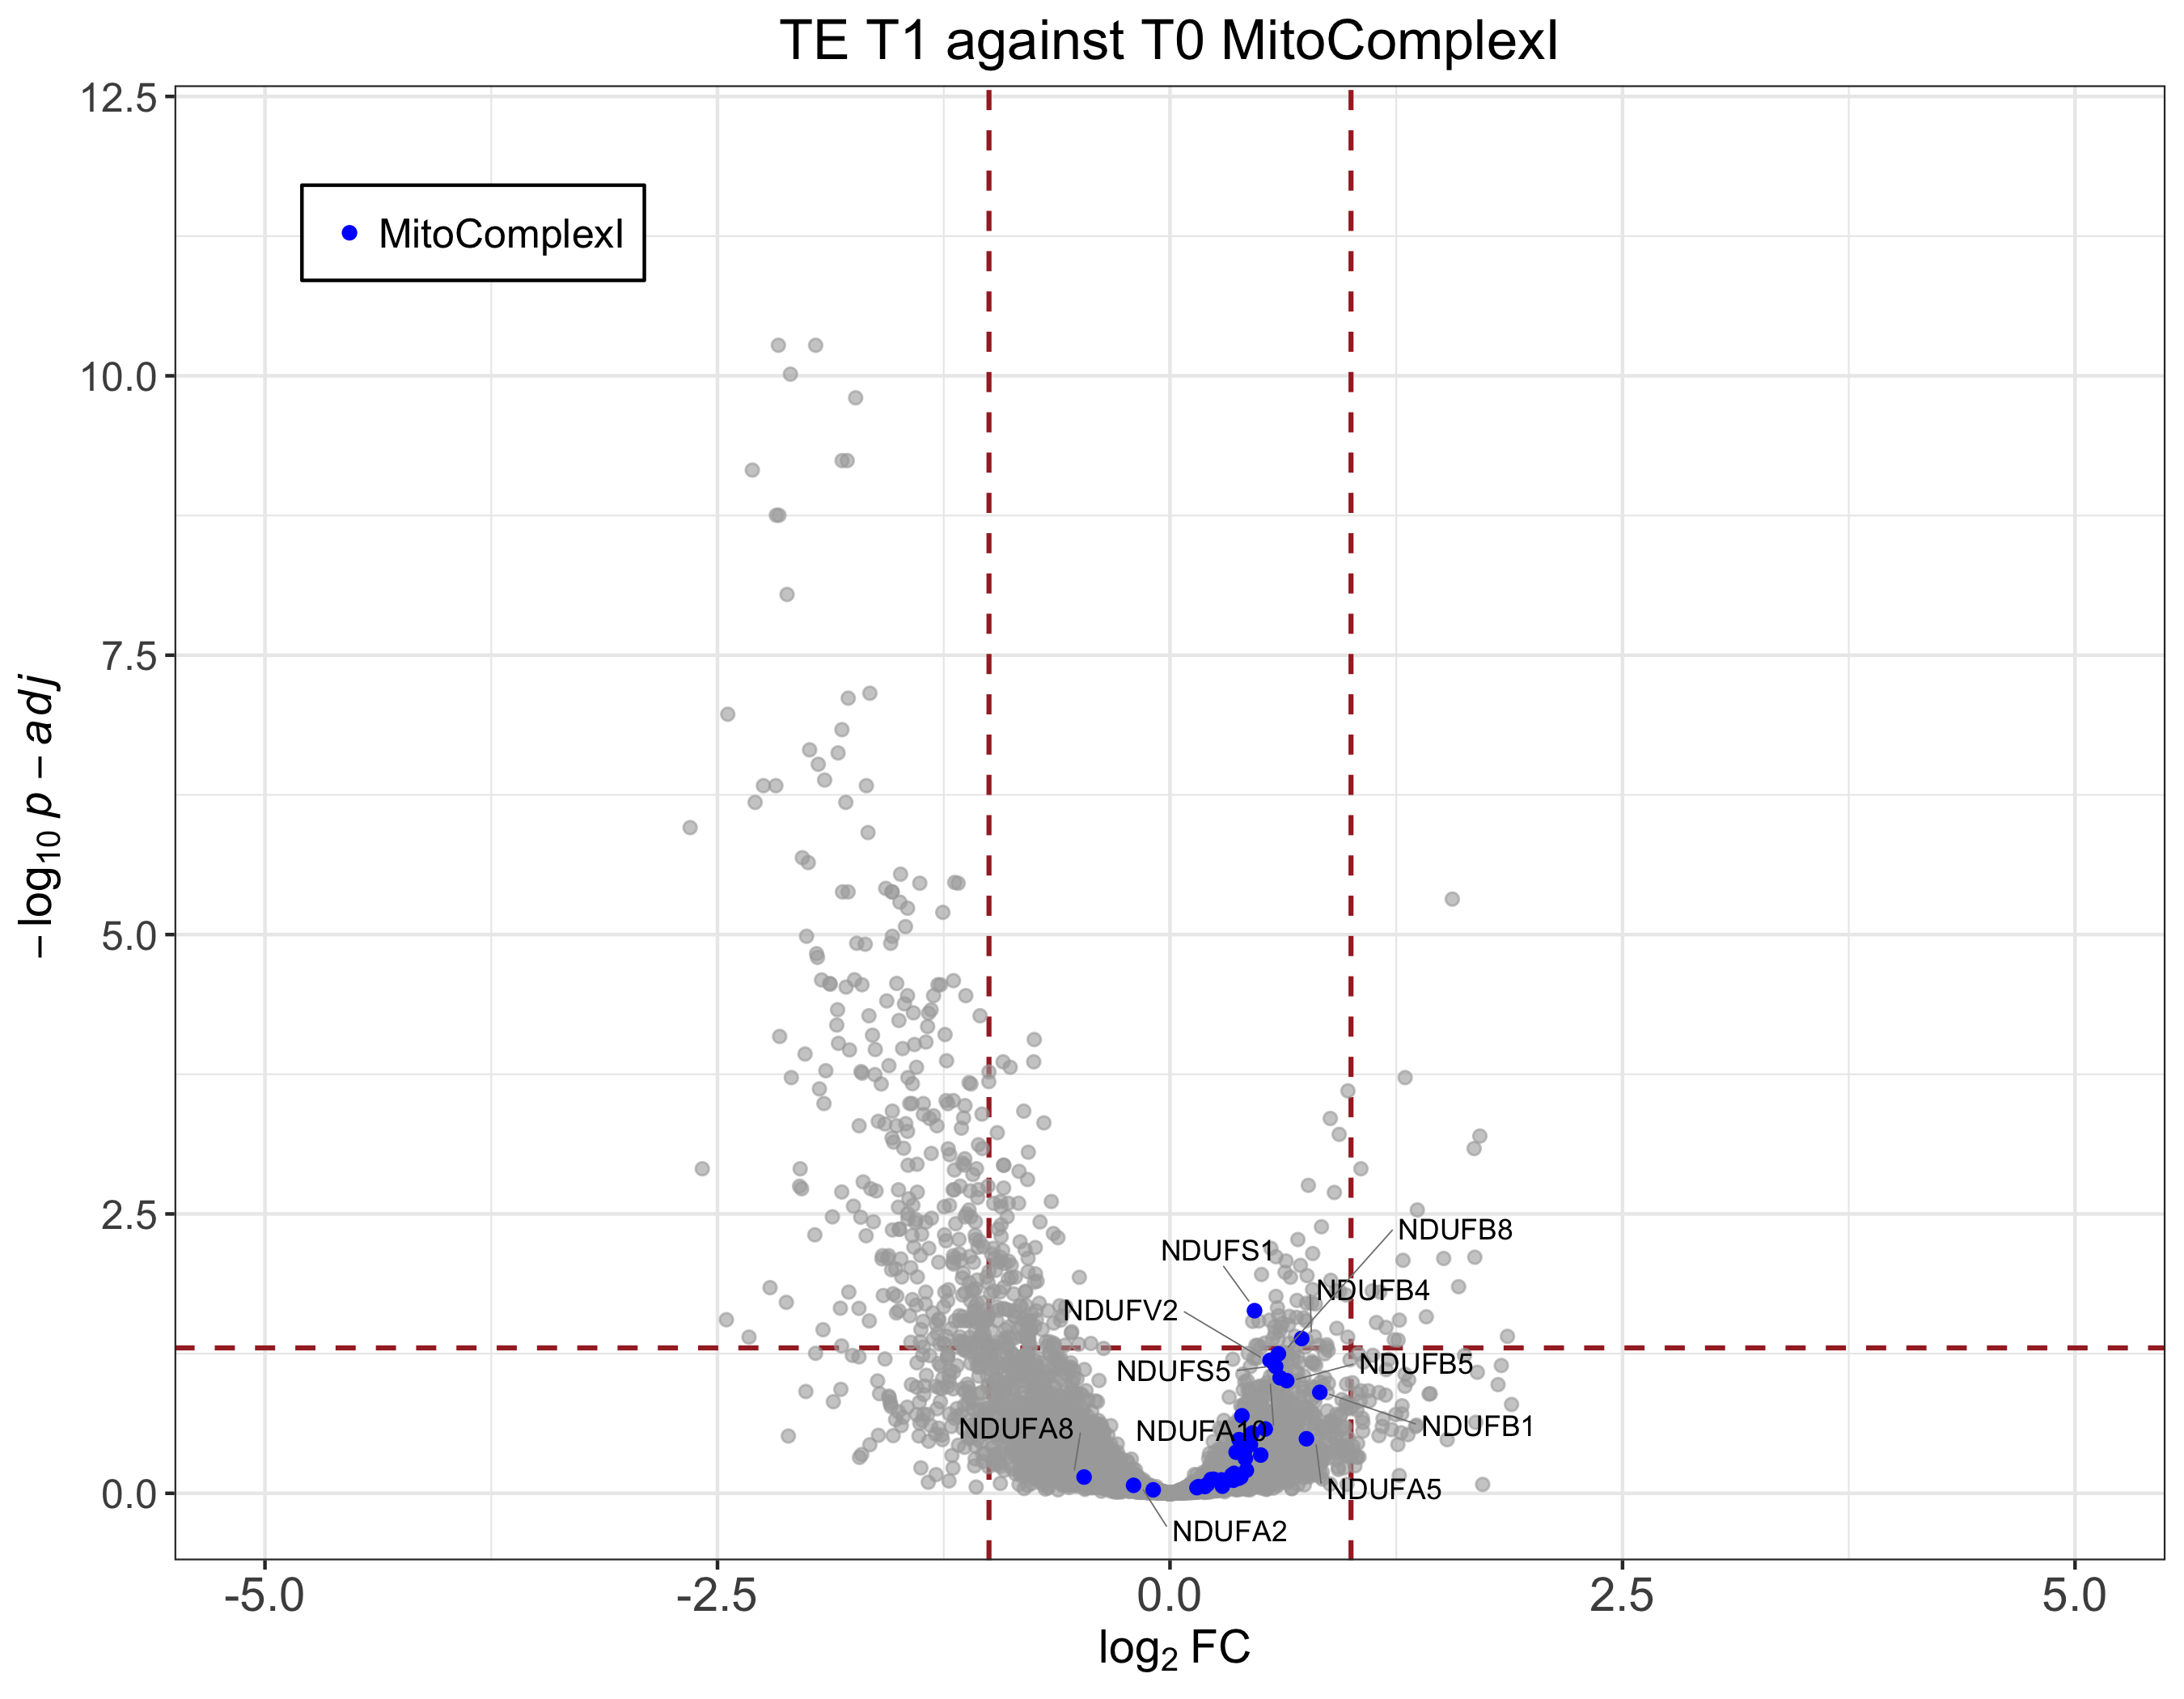 TE T1 against T0 MitoComplexI
12.5
MitoComplexI
10.0
7.5
5.0
2.5
0.0
−log10 p − adj
NDUFB8
NDUFS1
NDUFB4
NDUFV2
NDUFB5
NDUFS5
NDUFB1
NDUFA8
NDUFA10
NDUFA5
NDUFA2
-5.0 -2.5 0.0 2.5 5.0
log2 FC